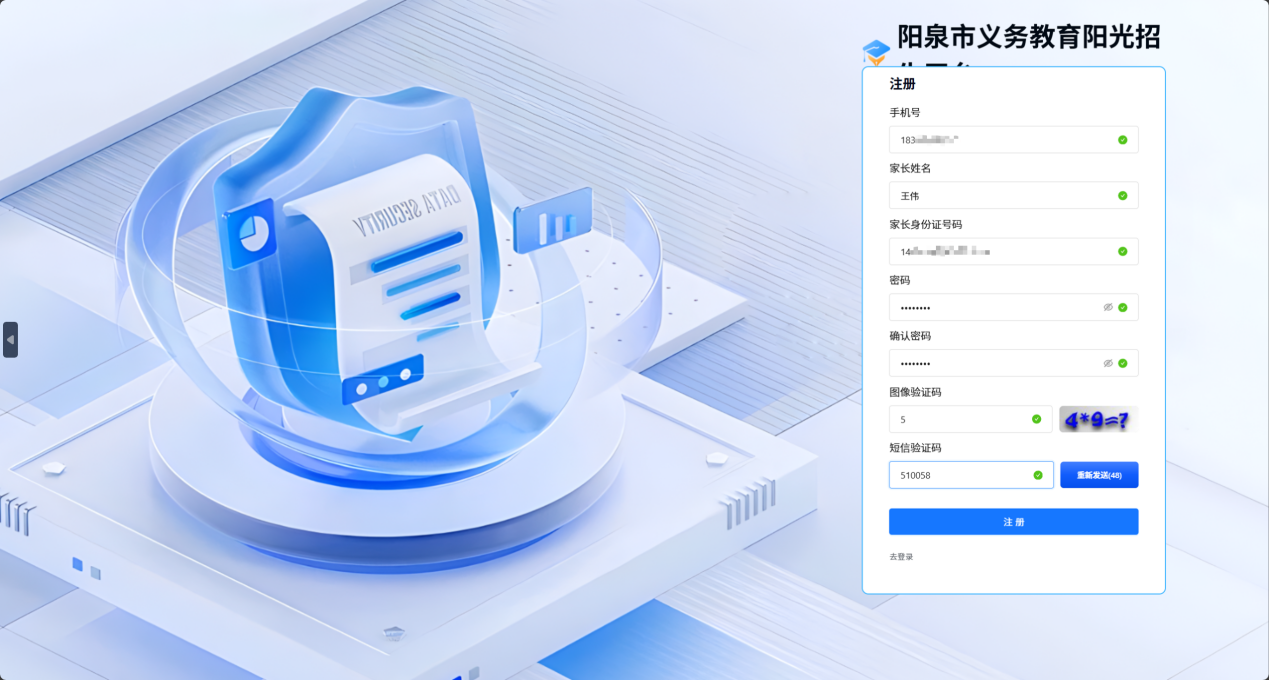 阳泉市义务教育阳光招
注册
手机号
183
家长姓名
王伟
家长身份证号码
14
密码
••••••••
确认密码
••••••••
图像验证码
5
4*9=?
短信验证码
510058
重新发送(48)
注 册
去登录
DATA SECURITY